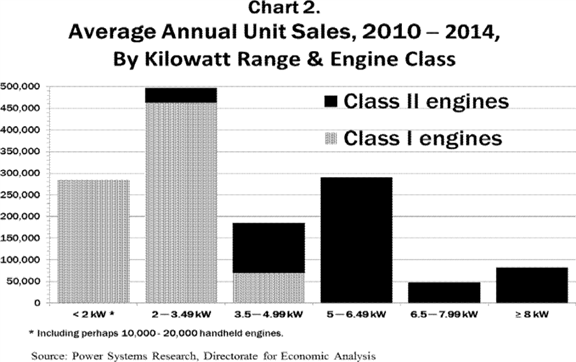 Chart 2.
Average Annual Unit Sales, 2010 – 2014,
By Kilowatt Range & Engine Class
500,000
450,000
400,000
350,000
300,000
250,000
200,000
150,000
100,000
50,000
0
Class II engines
Class I engines
< 2 kW *
2—3.49 kW
3.5—4.99 kW
5—6.49 kW
6.5—7.99 kW
≥ 8 kW
* Including perhaps 10,000 - 20,000 handheld engines.
Source: Power Systems Research, Directorate for Economic Analysis